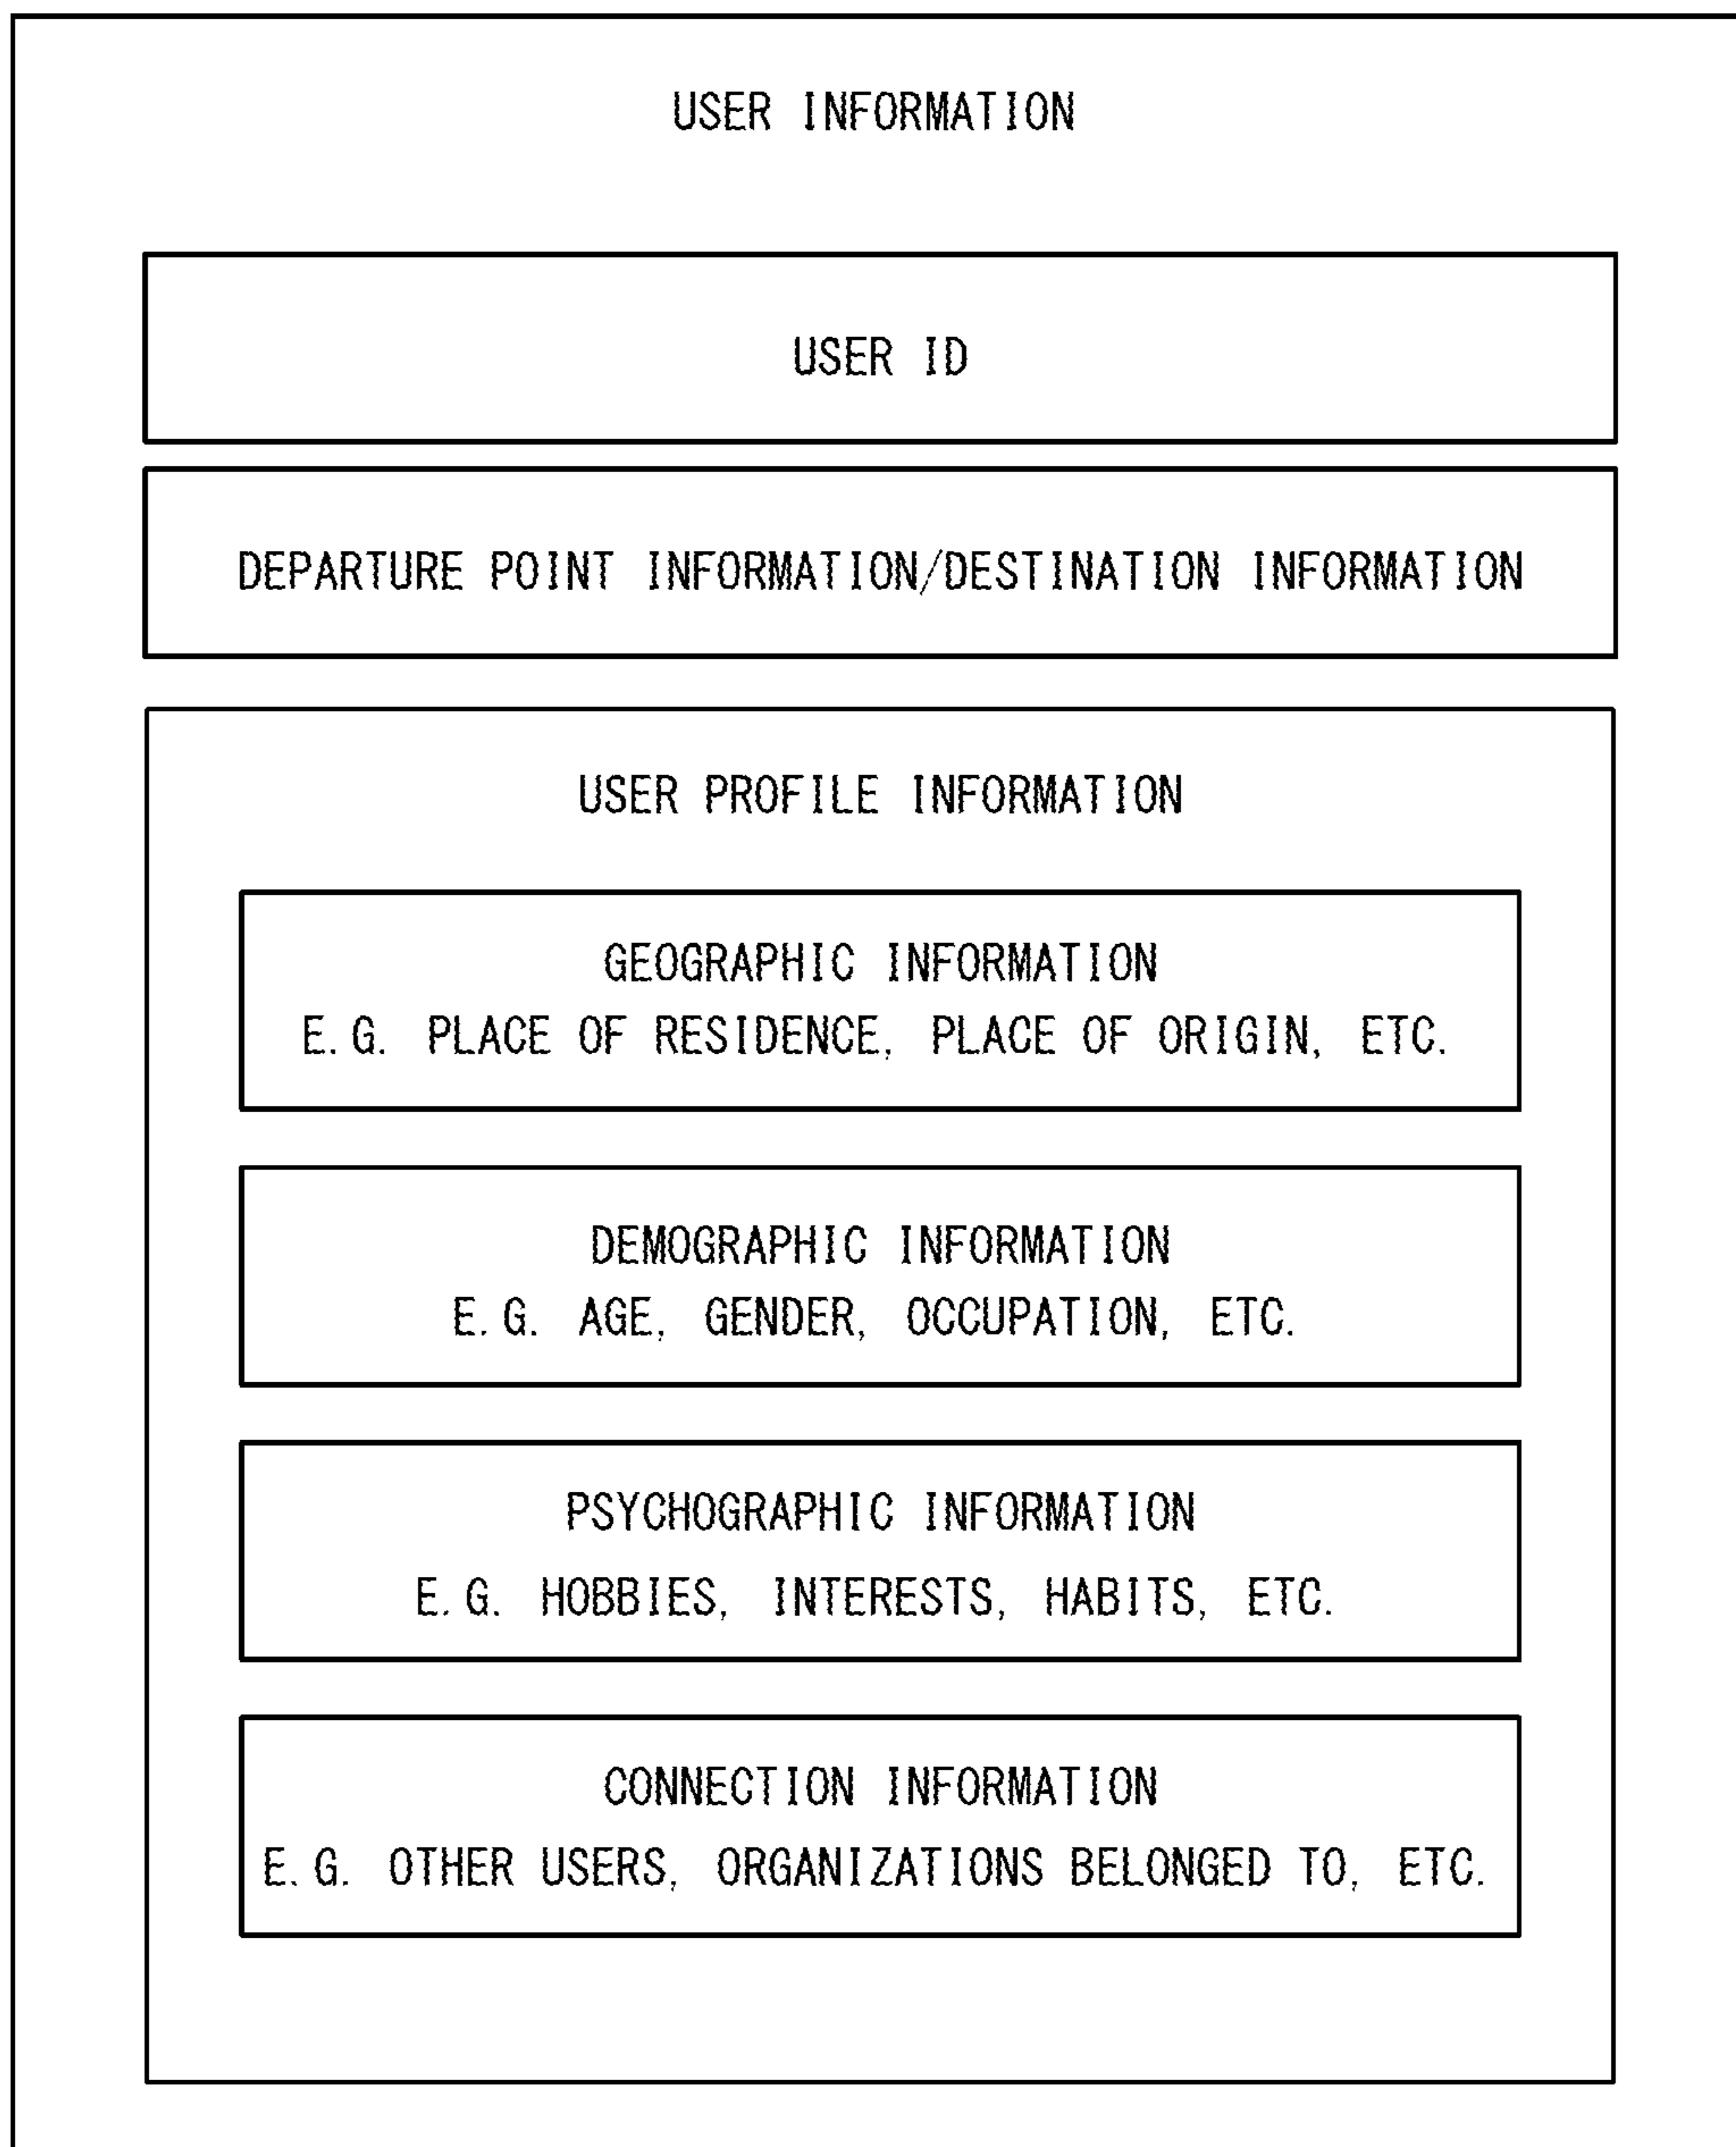 USER INFORMATION
USER ID
DEPARTURE POINT INFORMATION/DESTINATION INFORMATION
USER PROFILE INFORMATION
GEOGRAPHIC INFORMATION
E.G. PLACE OF RESIDENCE, PLACE OF ORIGIN, ETC.
DEMOGRAPHIC INFORMATION
E.G. AGE, GENDER, OCCUPATION, ETC.
PSYCHOGRAPHIC INFORMATION
E.G. HOBBIES, INTERESTS, HABITS, ETC.
CONNECTION INFORMATION
E.G. OTHER USERS, ORGANIZATIONS BELONGED TO, ETC.